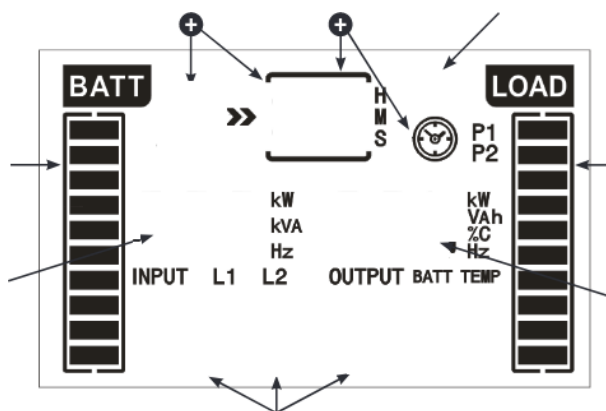 BATT LOAD
H
M
S
P1
P2
kW kW
kVA VAh
%C
Hz Hz
INPUT L1 L2 OUTPUT BATT TEMP